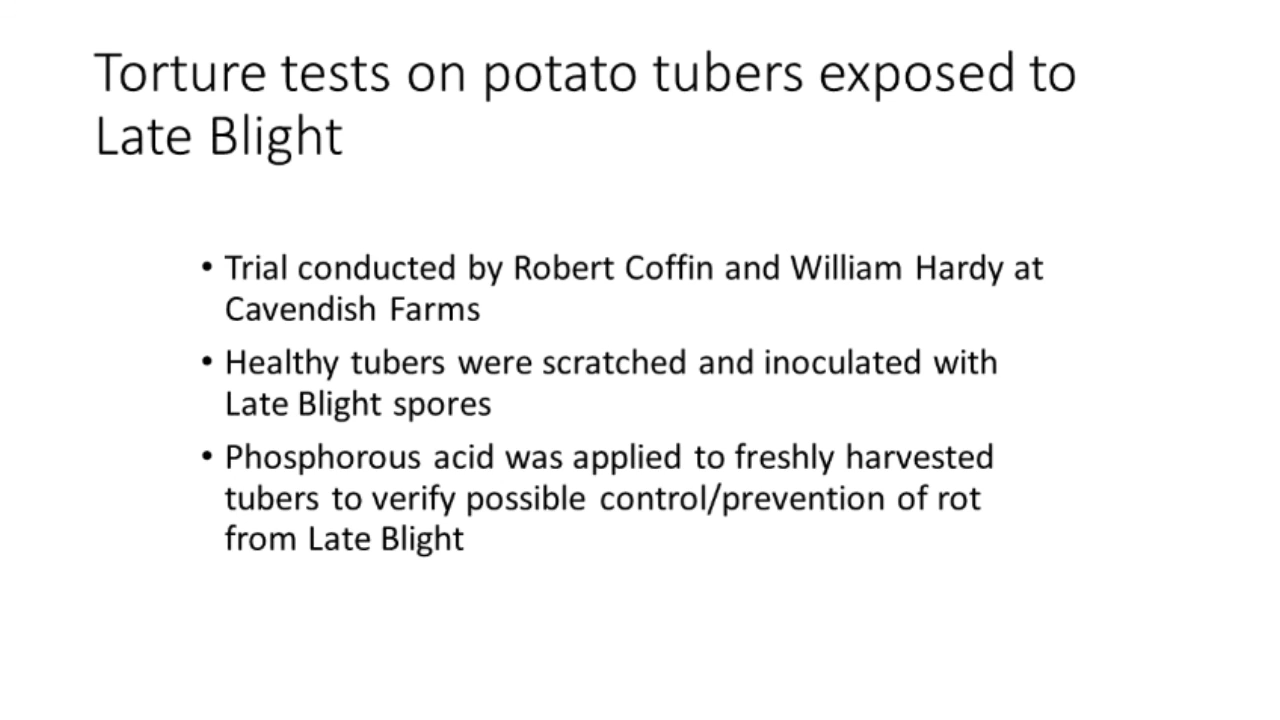 Torture tests on potato tubers exposed to
Late Blight
• Trial conducted by Robert Coffin and William Hardy at
Cavendish Farms
• Healthy tubers were scratched and inoculated with
Late Blight spores
• Phosphorous acid was applied to freshly harvested
tubers to verify possible control/prevention of rot
from Late Blight